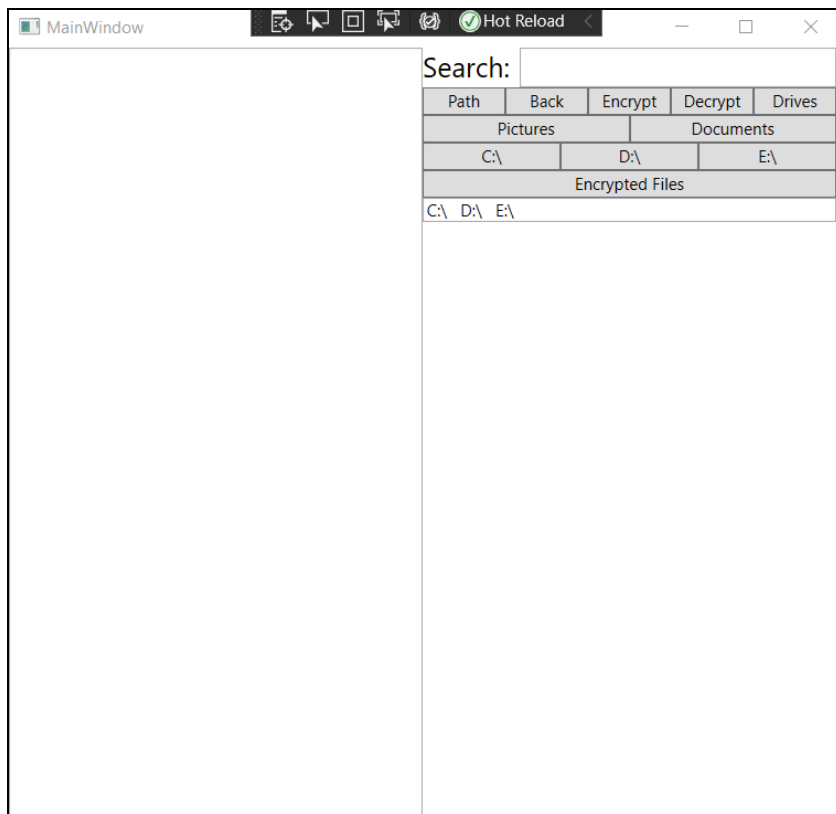 MainWindow Hot Reload
Search:
Path Back Encrypt Decrypt Drives
Pictures Documents
C:\ D:\ E:\
Encrypted Files
C:\ D:\ E:\